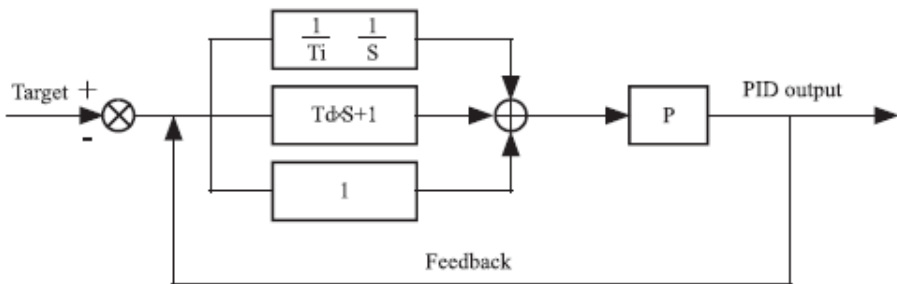 1 1
Ti S
Target +
-
Td>S+1
P
PID output
1
Feedback